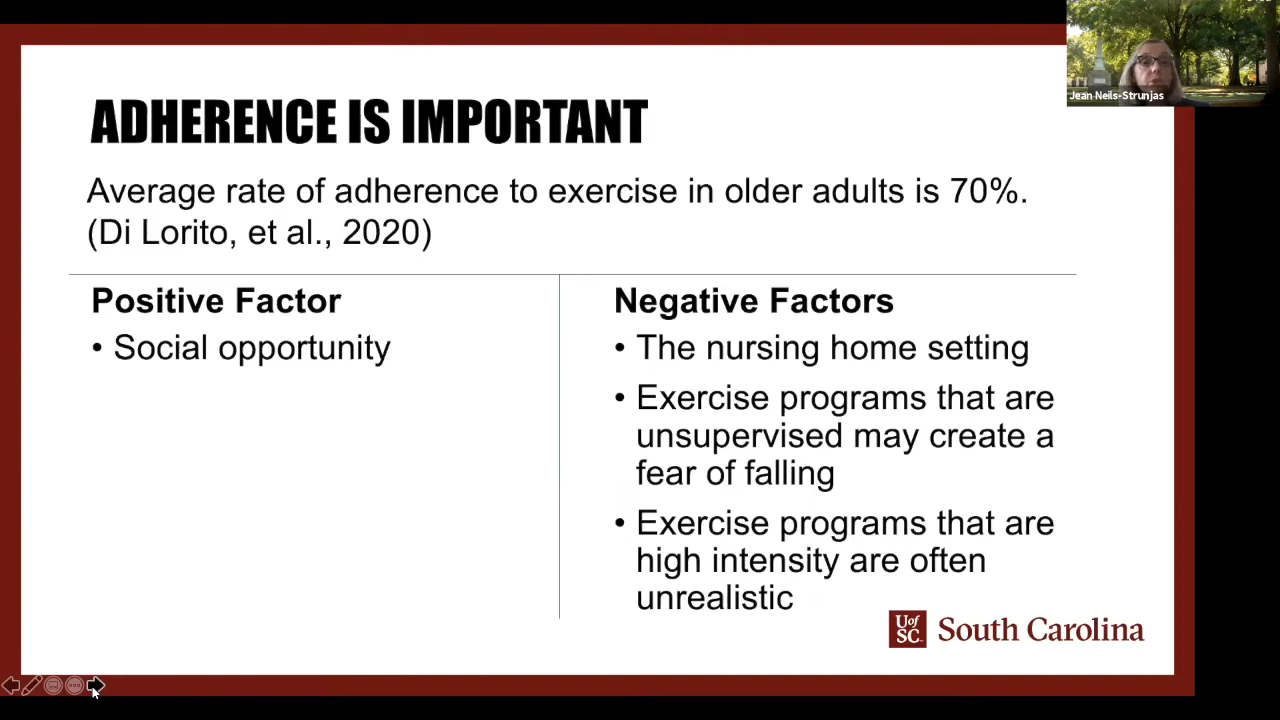 ADHERENCE IS IMPORTANT
Average rate of adherence to exercise in older adults is 70%.
(Di Lorito, et al., 2020)
Positive Factor
• Social opportunity
Negative Factors
• The nursing home setting
• Exercise programs that are
unsupervised may create a
fear of falling
• Exercise programs that are
high intensity are often
unrealistic
U of
SC
South Carolina
Jean Neils-Strunjas